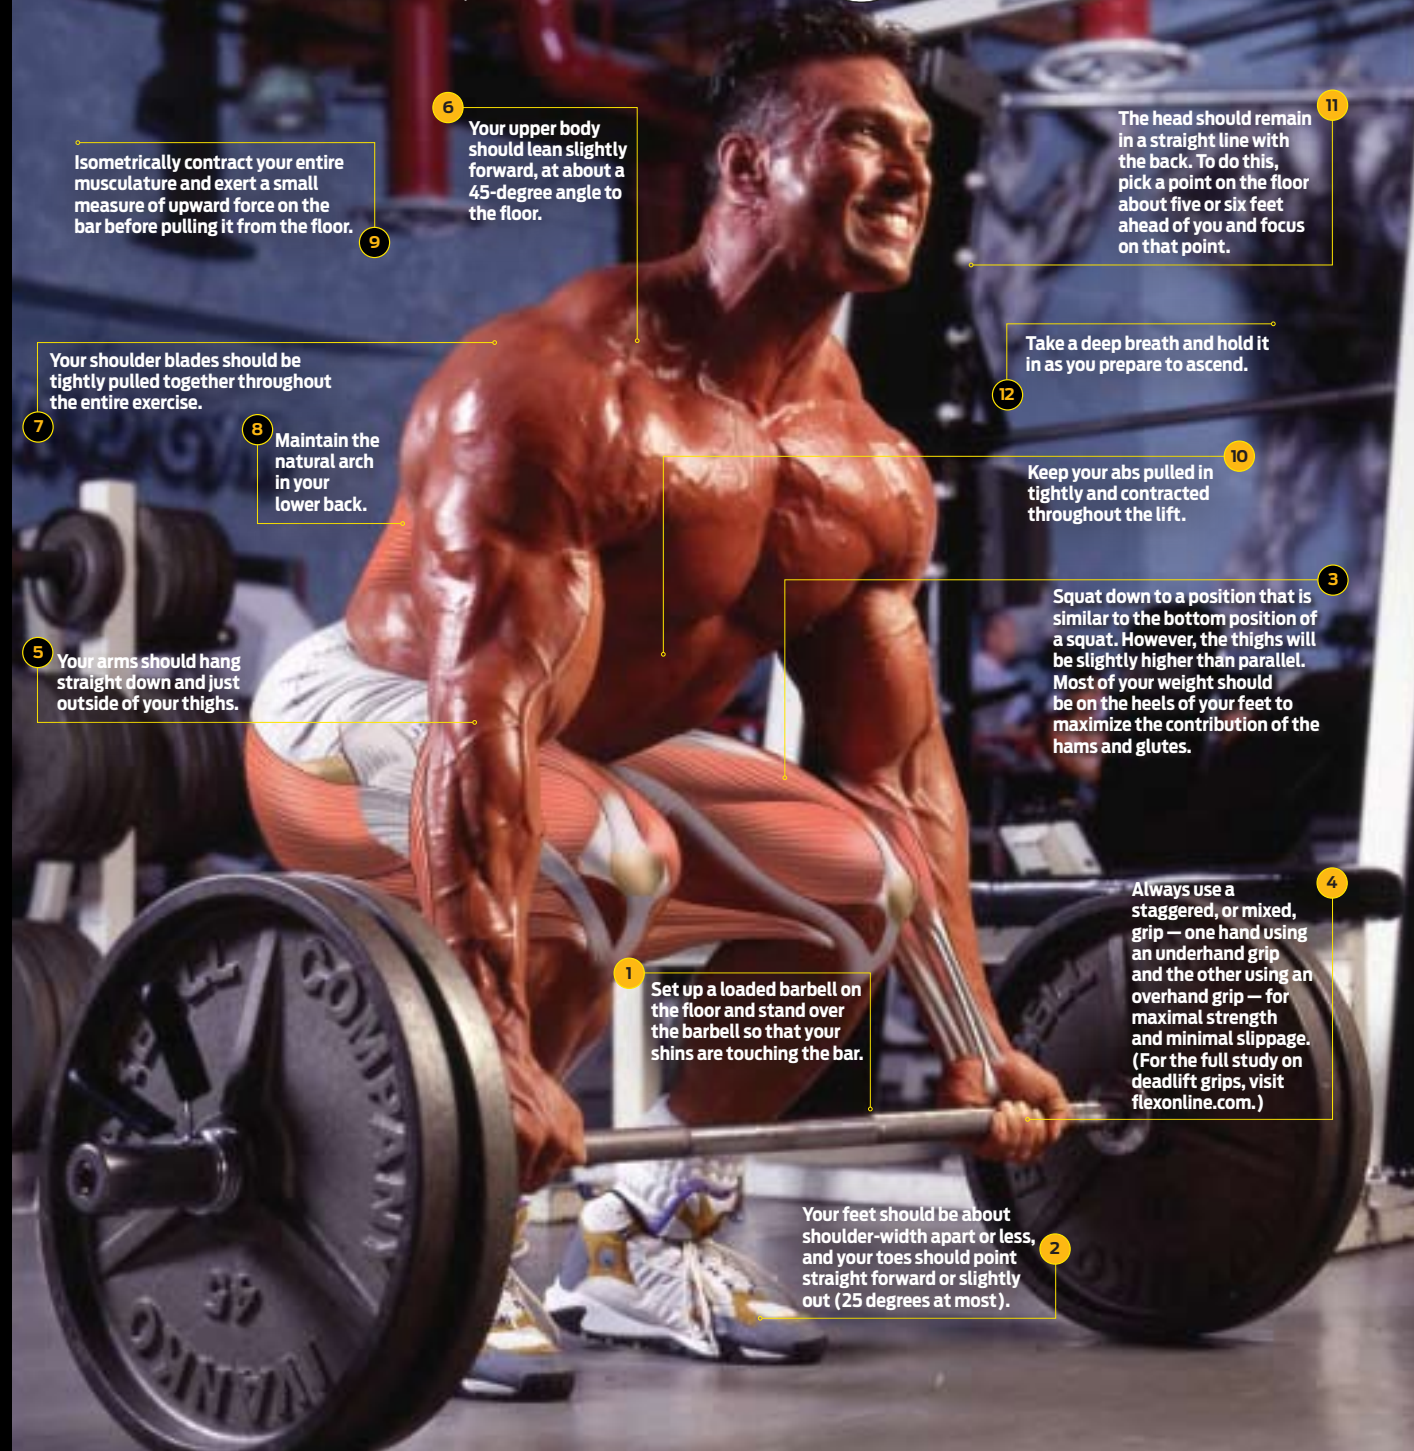 6
Your upper body
should lean slightly
forward, at about a
45-degree angle to
the floor.
11
The head should remain
in a straight line with
the back. To do this,
pick a point on the floor
about five or six feet
ahead of you and focus
on that point.
Isometrically contract your entire
musculature and exert a small
measure of upward force on the
bar before pulling it from the floor.
9
Your shoulder blades should be
tightly pulled together throughout
the entire exercise.
7
Take a deep breath and hold it
in as you prepare to ascend.
12
8
Maintain the
natural arch
in your
lower back.
10
Keep your abs pulled in
tightly and contracted
throughout the lift.
3
Squat down to a position that is
similar to the bottom position of
a squat. However, the thighs will
be slightly higher than parallel.
Most of your weight should
be on the heels of your feet to
maximize the contribution of the
hams and glutes.
5
Your arms should hang
straight down and just
outside of your thighs.
4
Always use a
staggered, or mixed,
grip — one hand using
an underhand grip
and the other using an
overhand grip — for
maximal strength
and minimal slippage.
(For the full study on
deadlift grips, visit
flexonline.com.)
1
Set up a loaded barbell on
the floor and stand over
the barbell so that your
shins are touching the bar.
2
Your feet should be about
shoulder-width apart or less,
and your toes should point
straight forward or slightly
out (25 degrees at most).
COMPANY
45
IVANKO